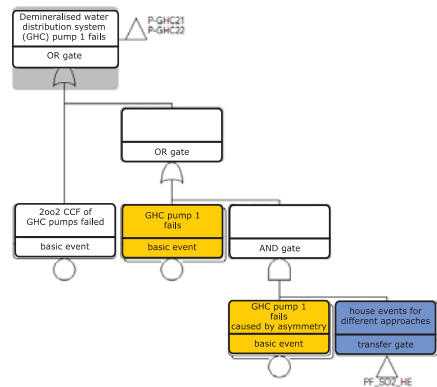 Demineralised water
distribution system
(GHC) pump 1 fails
OR gate
P-GHC21
P-GHC22
OR gate
2oo2 CCF of
GHC pumps failed
basic event
GHC pump 1
fails
basic event
AND gate
GHC pump 1
fails
caused by asymmetry
basic event
house events for
different approaches
transfer gate
PF_SO2_HE